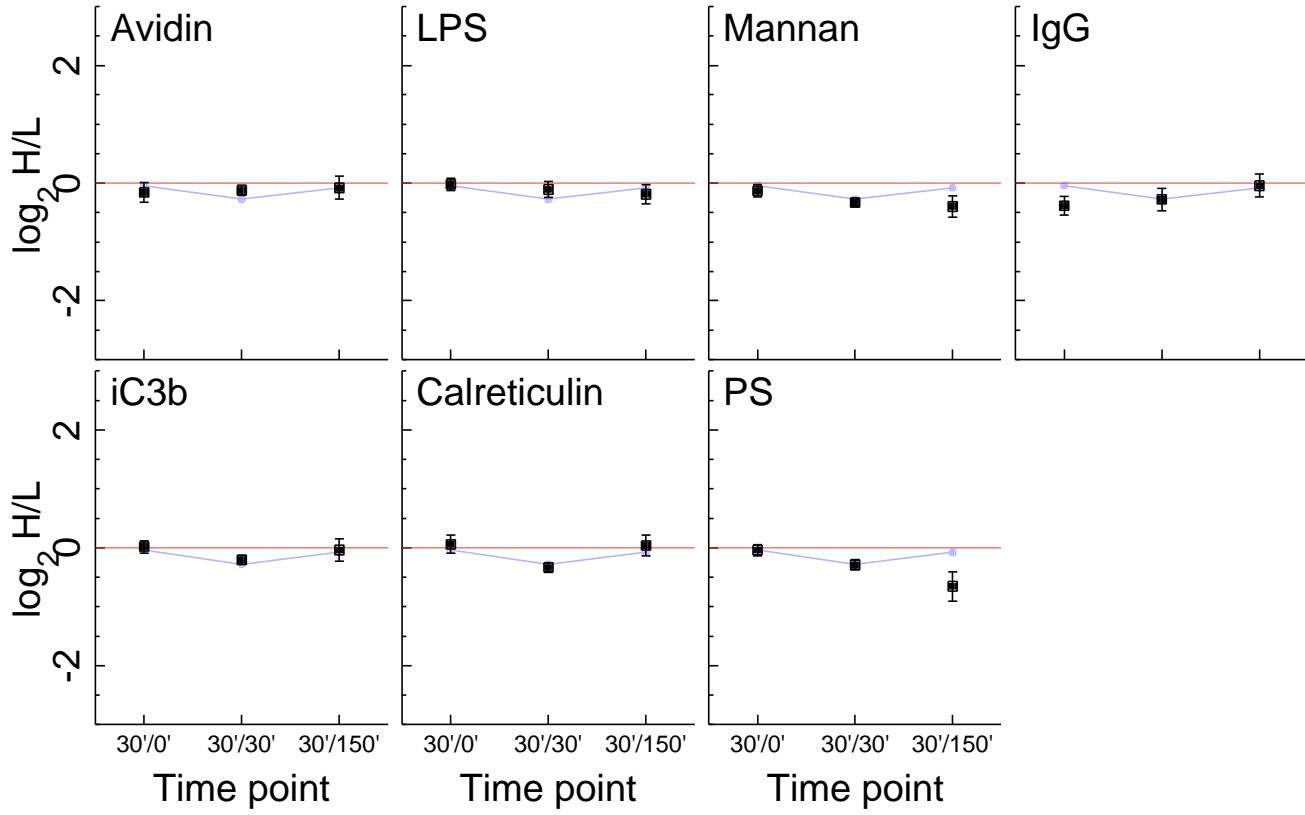 Avidin
LPS
Mannan
IgG
log2 H/L
2
0
-2
iC3b
Calreticulin
PS
log2 H/L
2
0
-2
30'/0' 30'/30' 30'/150'
30'/0' 30'/30' 30'/150'
30'/0' 30'/30' 30'/150'
Time point
Time point
Time point